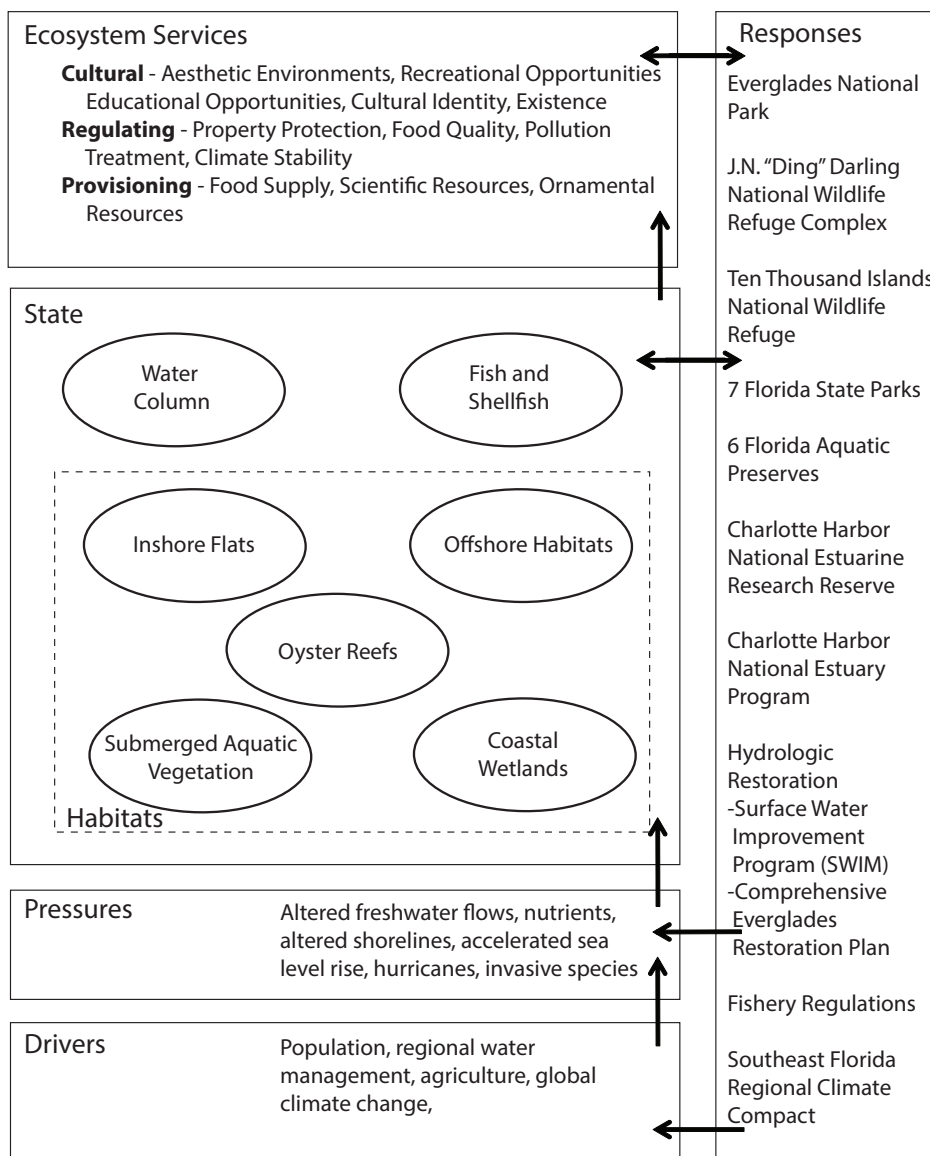 Ecosystem Services
Cultural - Aesthetic Environments, Recreational Opportunities
Educational Opportunities, Cultural Identity, Existence
Regulating - Property Protection, Food Quality, Pollution
Treatment, Climate Stability
Provisioning - Food Supply, Scientific Resources, Ornamental
Resources
State
Water
Column
Fish and
Shellfish
Inshore Flats
Offshore Habitats
Oyster Reefs
Submerged Aquatic
Vegetation
Coastal
Wetlands
Habitats
Pressures
Altered freshwater flows, nutrients,
altered shorelines, accelerated sea
level rise, hurricanes, invasive species
Drivers
Population, regional water
management, agriculture, global
climate change,
Responses
Everglades National
Park
J.N. “Ding” Darling
National Wildlife
Refuge Complex
Ten Thousand Islands
National Wildlife
Refuge
7 Florida State Parks
6 Florida Aquatic
Preserves
Charlotte Harbor
National Estuarine
Research Reserve
Charlotte Harbor
National Estuary
Program
Hydrologic
Restoration
-Surface Water
Improvement
Program (SWIM)
-Comprehensive
Everglades
Restoration Plan
Fishery Regulations
Southeast Florida
Regional Climate
Compact